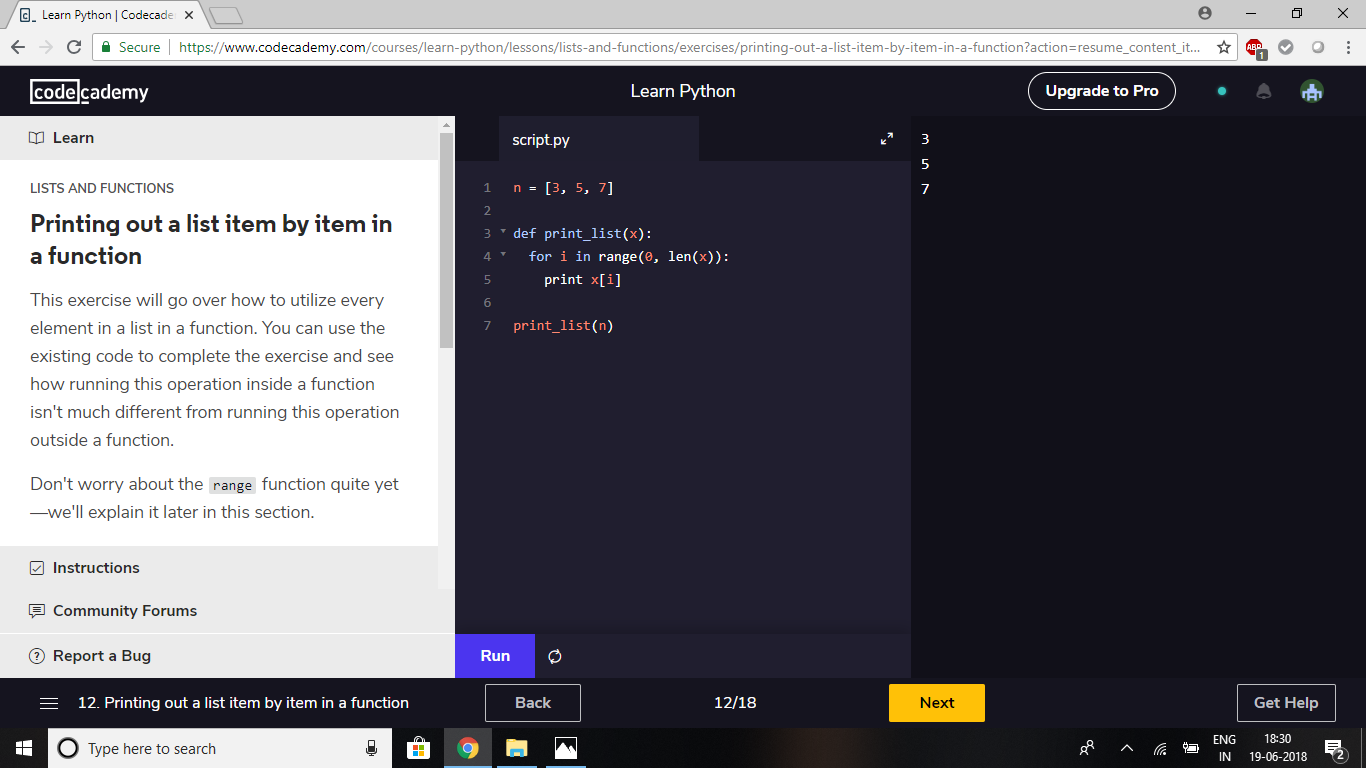 Learn Python | Codecade
Secure
https://www.codecademy.com/courses/learn-python/lessons/lists-and-functions/exercises/printing-out-a-list-item-by-item-in-a-function?action=resume_content_it...
ABP
1
codecademy
Learn Python
Upgrade to Pro
Learn
LISTS AND FUNCTIONS
Printing out a list item by item in
a function
This exercise will go over how to utilize every
element in a list in a function. You can use the
existing code to complete the exercise and see
how running this operation inside a function
isn't much different from running this operation
outside a function.
Don't worry about the range function quite yet
—we'll explain it later in this section.
Instructions
Community Forums
Report a Bug
script.py
1 n = [3, 5, 7]
2
3 def print_list(x):
4 for i in range(0, len(x)):
5 print x[i]
6
7 print_list(n)
3
5
7
Run
12. Printing out a list item by item in a function
Back
12/18
Next
Get Help
Type here to search
ENG
IN
18:30
19-06-2018
2